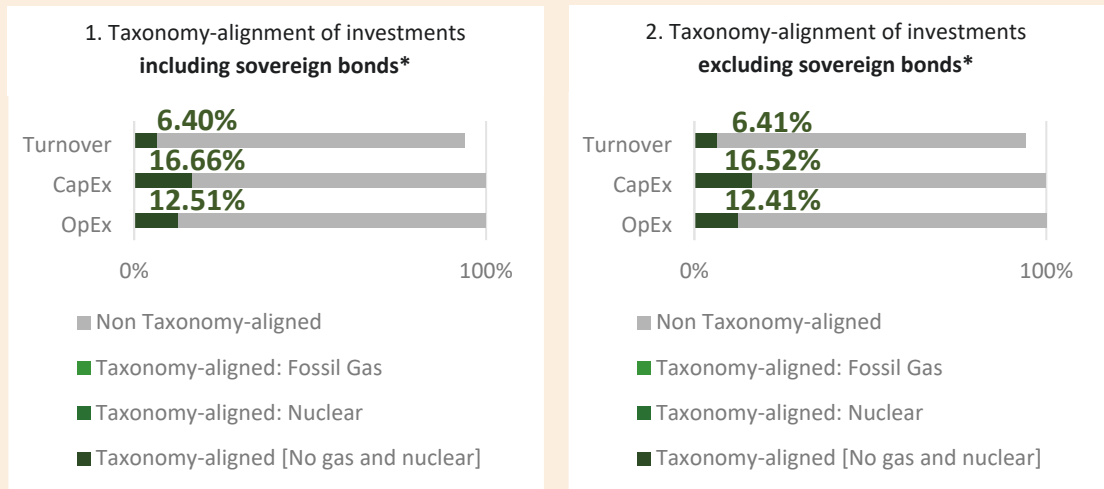 1. Taxonomy-alignment of investments
including sovereign bonds*
6.40%
Turnover
16.66%
CapEx
12.51%
OpEx
0%
100%
Non Taxonomy-aligned
Taxonomy-aligned: Fossil Gas
Taxonomy-aligned: Nuclear
Taxonomy-aligned [No gas and nuclear]
2. Taxonomy-alignment of investments
excluding sovereign bonds*
6.41%
Turnover
16.52%
CapEx
12.41%
OpEx
0%
100%
Non Taxonomy-aligned
Taxonomy-aligned: Fossil Gas
Taxonomy-aligned: Nuclear
Taxonomy-aligned [No gas and nuclear]